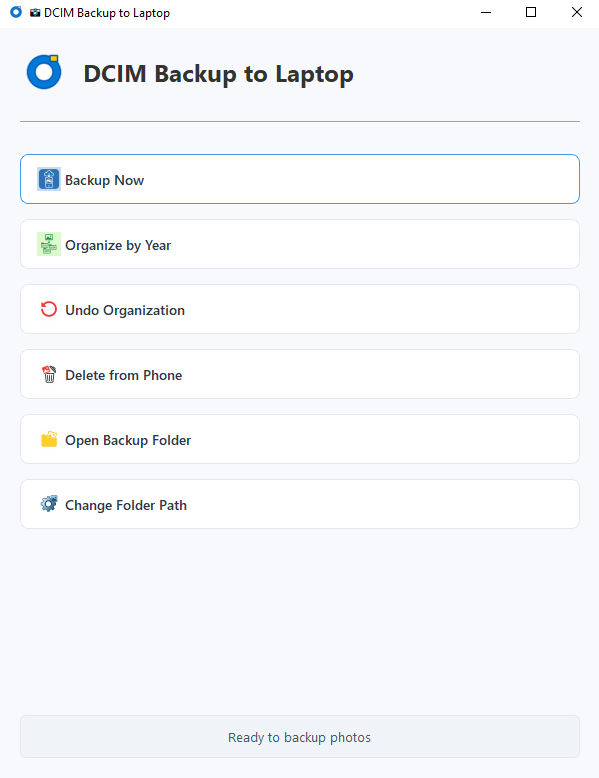 DCIM Backup to Laptop
DCIM Backup to Laptop
Backup Now
Organize by Year
Undo Organization
Delete from Phone
Open Backup Folder
Change Folder Path
Ready to backup photos